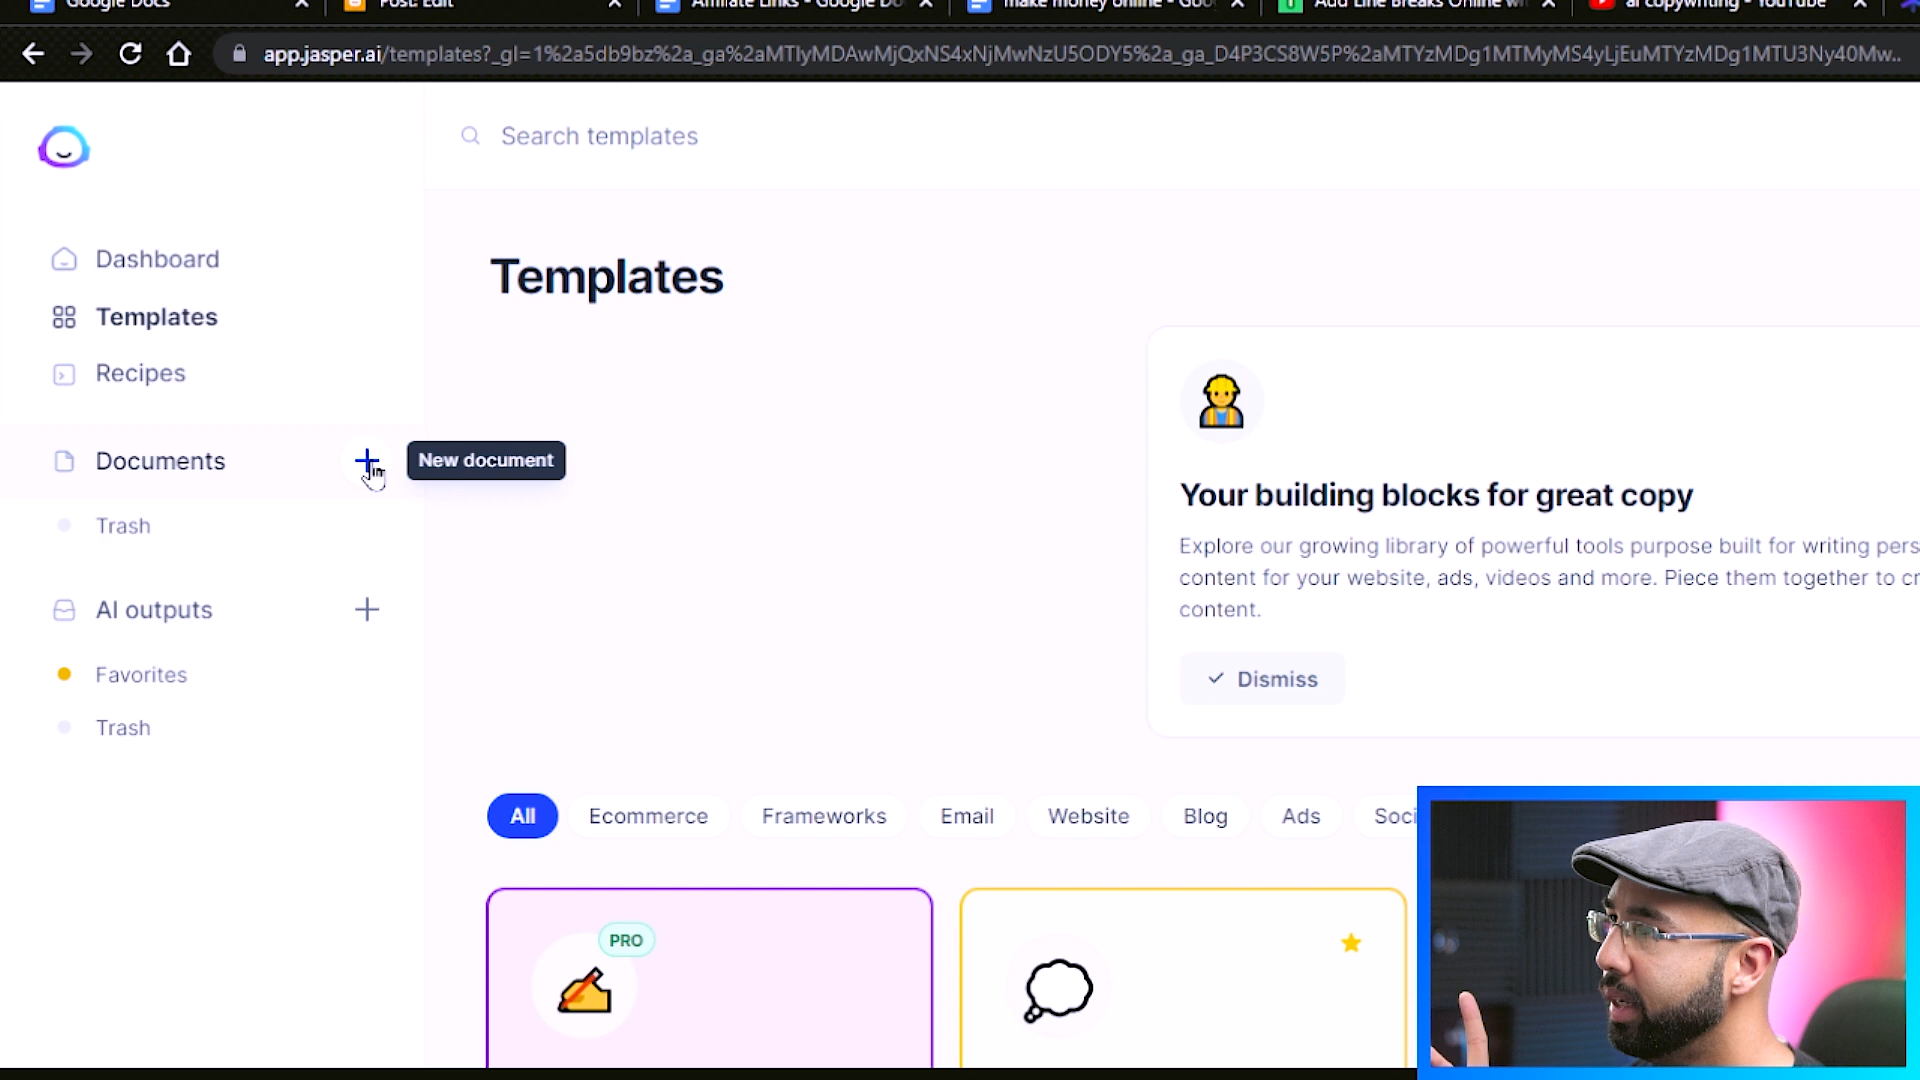 Google Docs
Post: Edit
Affiliate Links - Google Do
make money online - Goo
Add Line Breaks Online wi
ai copywriting - YouTube
app.jasper.ai/templates?_gl=1%2a5db9bz%2a_ga%2aMTIyMDAwMjQxNS4xNjMwNzU5ODY5%2a_ga_D4P3CS8W5P%2aMTYzMDg1MTMyMS4yLjEuMTYzMDg1MTU3Ny40Mw..
Search templates
Dashboard
Templates
Recipes
Documents
New document
Trash
AI outputs
Favorites
Trash
Templates
Your building blocks for great copy
Explore our growing library of powerful tools purpose built for writing pers
content for your website, ads, videos and more. Piece them together to cr
content.
Dismiss
All
Ecommerce
Frameworks
Email
Website
Blog
Ads
Soci
PRO